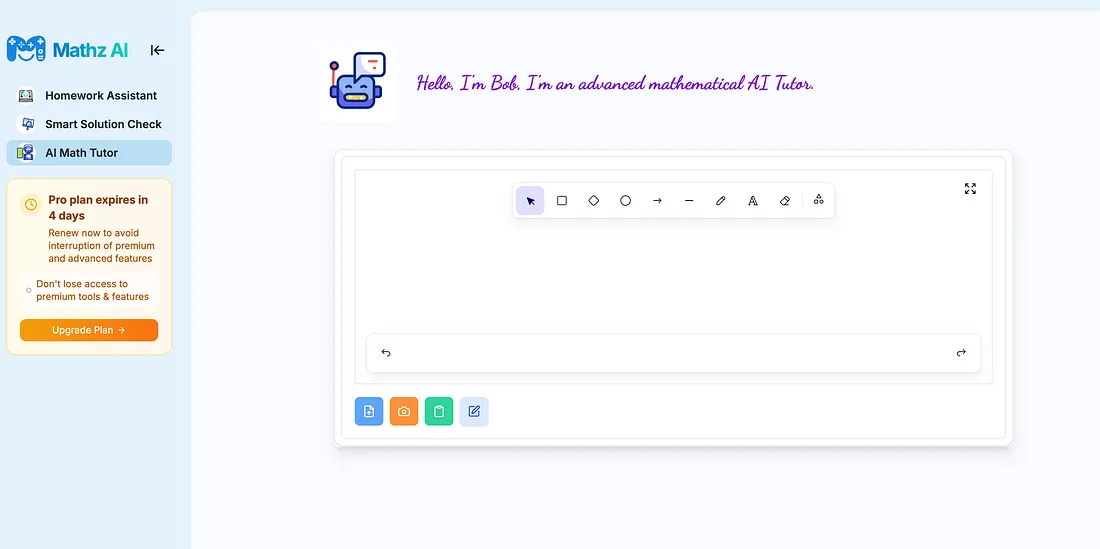 Mathz AI
Homework Assistant
Smart Solution Check
AI Math Tutor
Pro plan expires in
4 days
Renew now to avoid
interruption of premium
and advanced features
Don't lose access to
premium tools & features
Upgrade Plan →
Hello, I'm Bob, I'm an advanced mathematical AI Tutor.
A